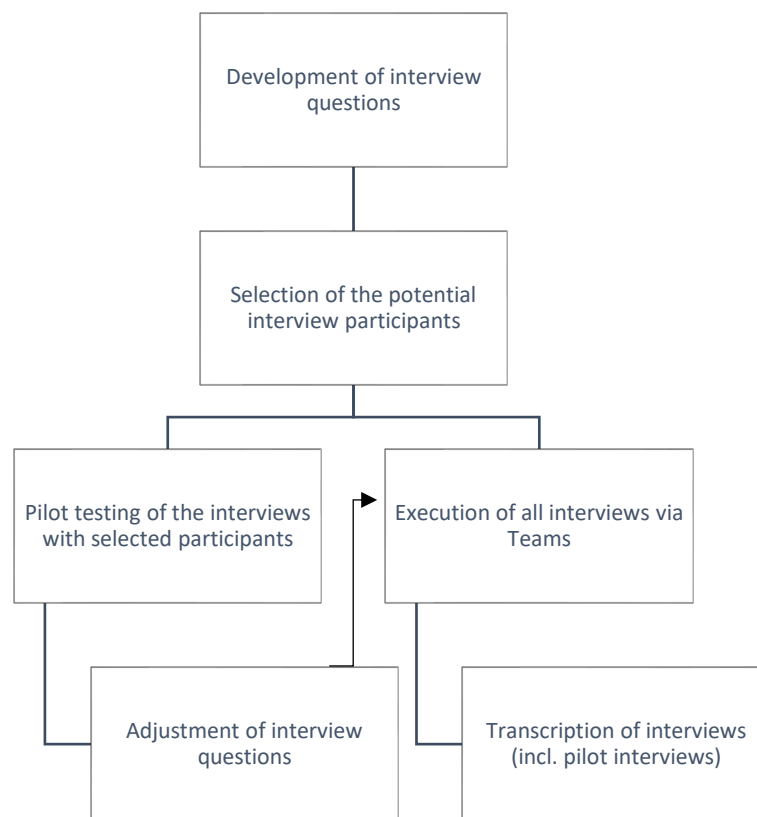 Development of interview
questions
Selection of the potential
interview participants
Pilot testing of the interviews
with selected participants
Execution of all interviews via
Teams
Adjustment of interview
questions
Transcription of interviews
(incl. pilot interviews)